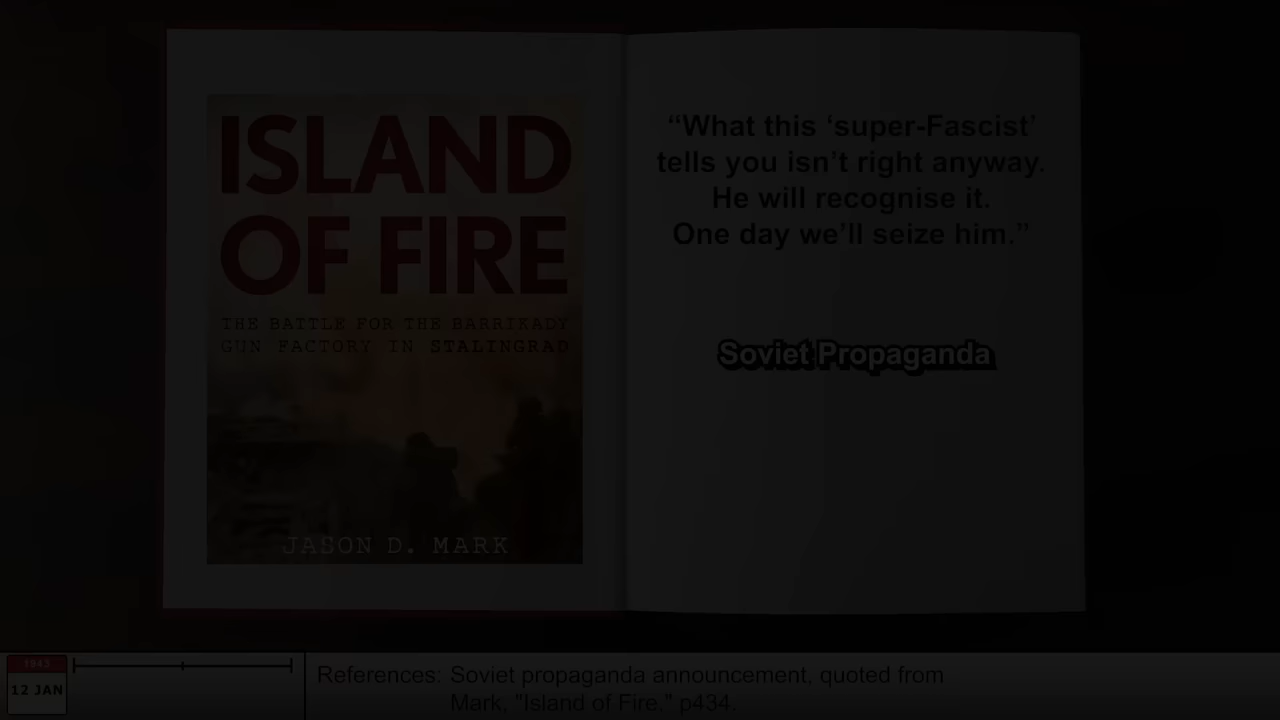 ISLAND
OF FIRE
THE BATTLE FOR THE BARRIKADY
GUN FACTORY IN STALINGRAD
JASON D. MARK
“What this ‘super-Fascist’
tells you isn’t right anyway.
He will recognise it.
One day we’ll seize him.”
Soviet Propaganda
1943
12 JAN
References: Soviet propaganda announcement, quoted from
Mark, "Island of Fire." p434.